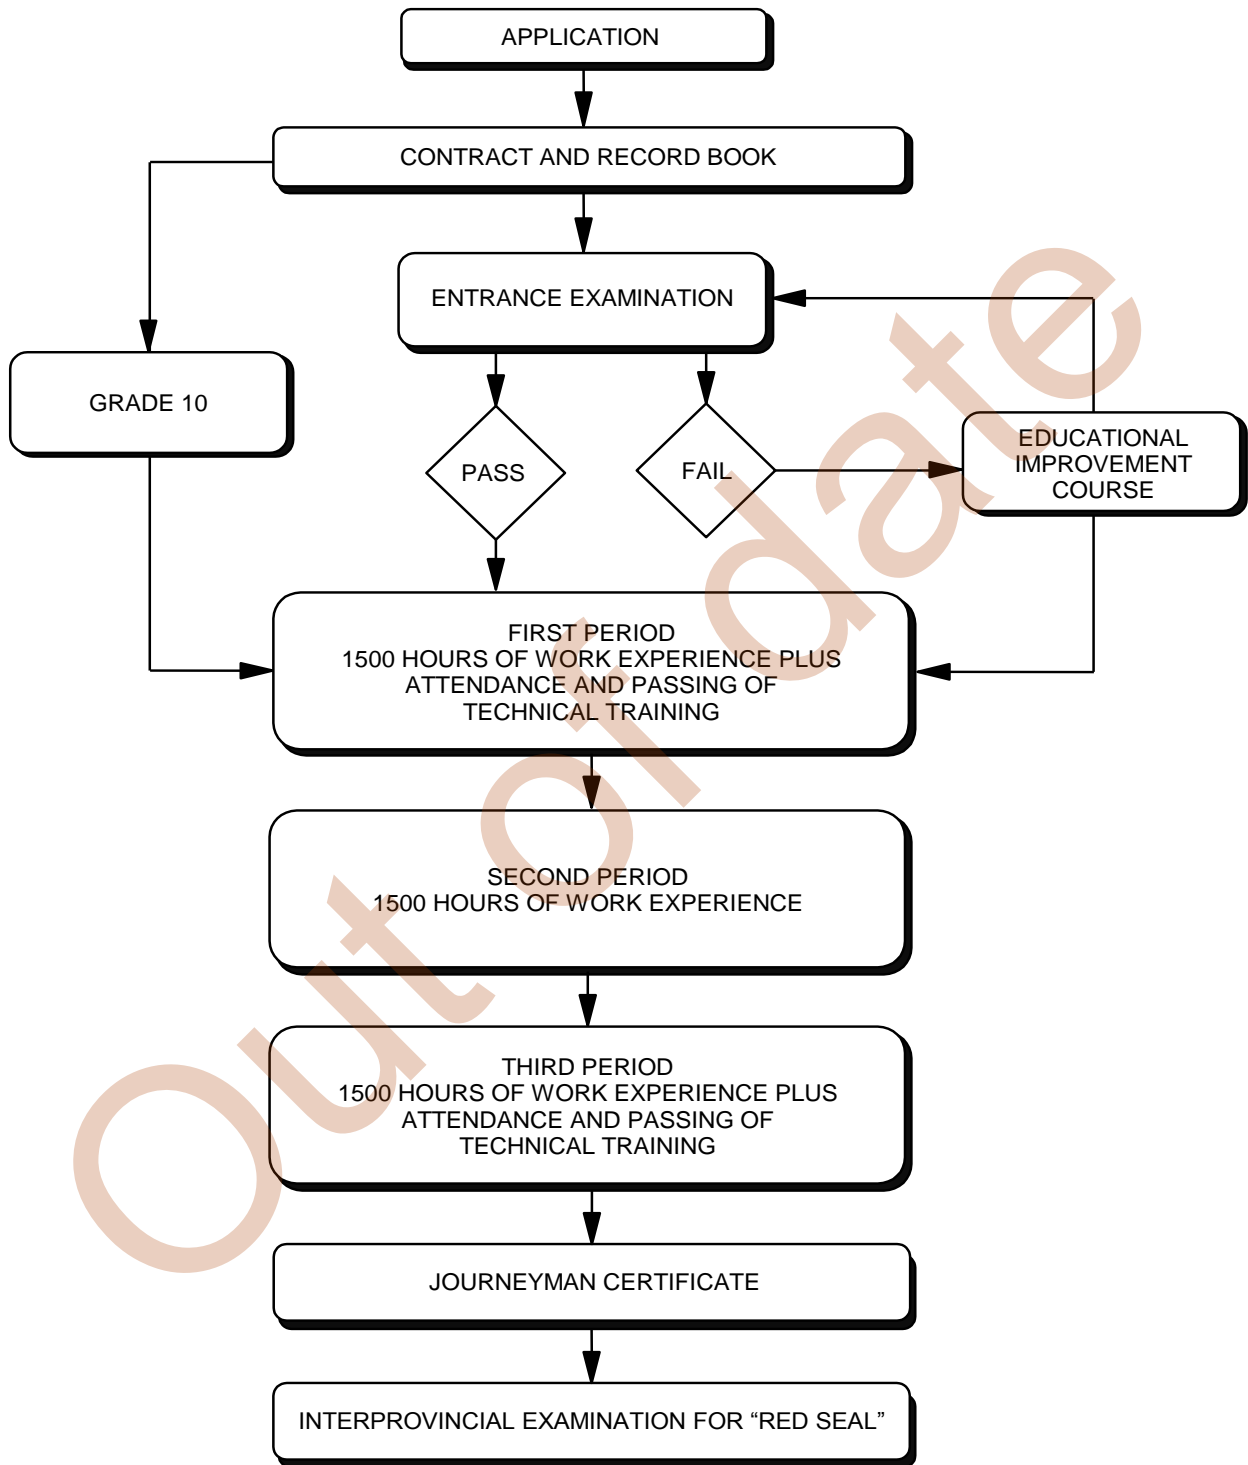 APPLICATION
CONTRACT AND RECORD BOOK
ENTRANCE EXAMINATION
GRADE 10
PASS
FAIL
EDUCATIONAL
IMPROVEMENT
COURSE
FIRST PERIOD
1500 HOURS OF WORK EXPERIENCE PLUS
ATTENDANCE AND PASSING OF
TECHNICAL TRAINING
SECOND PERIOD
1500 HOURS OF WORK EXPERIENCE
THIRD PERIOD
1500 HOURS OF WORK EXPERIENCE PLUS
ATTENDANCE AND PASSING OF
TECHNICAL TRAINING
JOURNEYMAN CERTIFICATE
INTERPROVINCIAL EXAMINATION FOR “RED SEAL”
Out of date